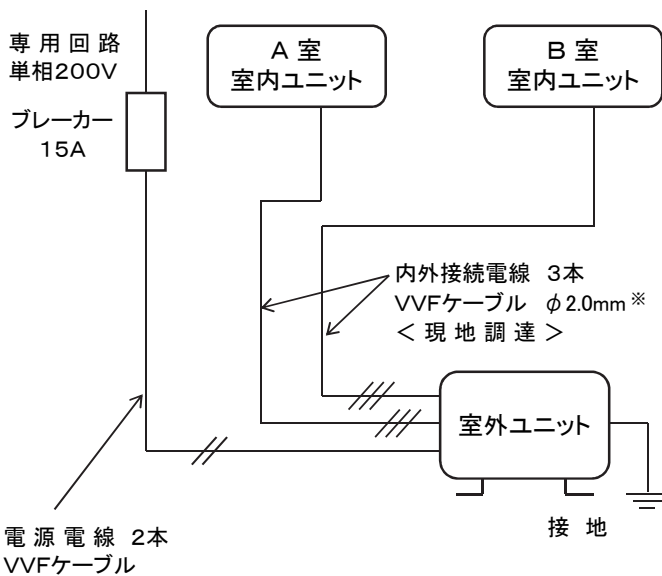 専用回路
単相200V
ブレーカー
15A
A 室
室内ユニット
B 室
室内ユニット
内外接続電線 3本
VVFケーブル φ2.0mm※
<現地調達>
室外ユニット
接 地
電源電線 2本
VVFケーブル